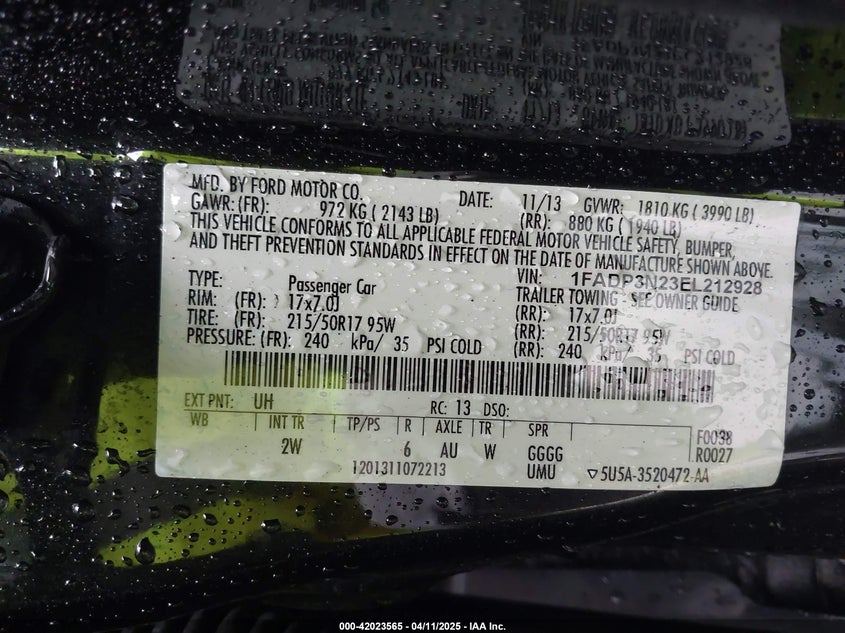 MFD. BY FORD MOTOR CO. DATE: 11/13 GVWR: 1810 KG ( 3990 LB)
GAWR: (FR): 972 KG ( 2143 LB) (RR): 880 KG ( 1940 LB)
THIS VEHICLE CONFORMS TO ALL APPLICABLE FEDERAL MOTOR VEHICLE SAFETY, BUMPER,
AND THEFT PREVENTION STANDARDS IN EFFECT ON THE DATE OF MANUFACTURE SHOWN ABOVE.
VIN: 1FADP3N23EL212928
TYPE: Passenger Car TRAILER TOWING - SEE OWNER GUIDE
RIM: (FR): 17x7.0J (RR): 17x7.0J
TIRE: (FR): 215/50R17 95W (RR): 215/50R17 95W
PRESSURE: (FR): 240 kPa/ 35 PSI COLD (RR): 240 kPa/ 35 PSI COLD
EXT PNT: UH RC: 13 DSO:
WB INT TR TP/PS R AXLE TR SPR F0038
2W 6 AU W GGGG R0027
1201311072213 UMU ▽5U5A-3520472-AA
000-42023565 - 04/11/2025 - IAA Inc.